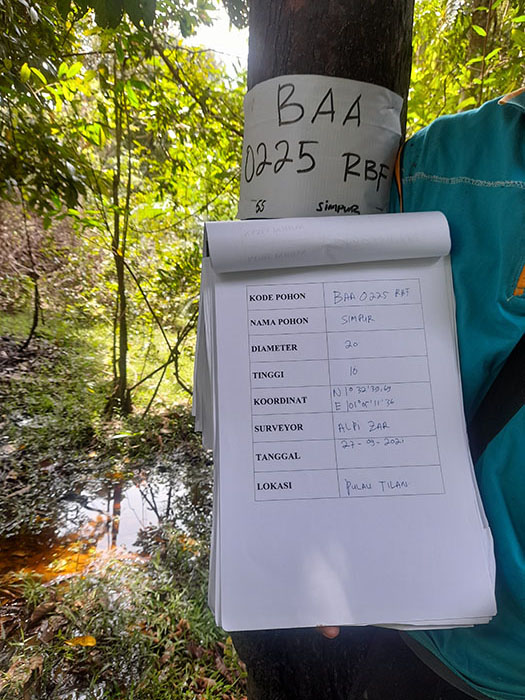 BAA
0225 RBF
55 SIMPUR
KODE POHON BAA 0225 RBF
NAMA POHON SIMPUR
DIAMETER 20
TINGGI 10
KOORDINAT N 1° 32' 30.69
E 101° 05' 11" 36
SURVEYOR ALPI ZAR
TANGGAL 27-09-2021
LOKASI PULAU TILAN